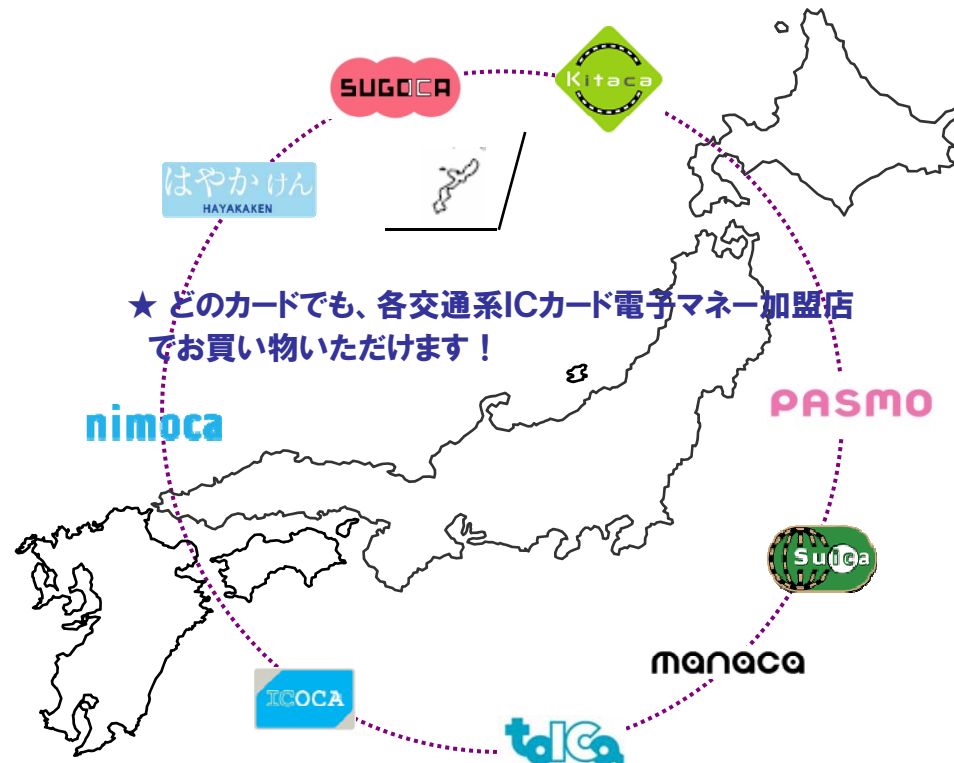 SUGOCA
Kitaca
はやかけん
HAYAKAKEN
★ どのカードでも、各交通系ICカード電子マネー加盟店
でお買い物いただけます！
nimoca
PASMO
Suica
manaca
ICOCA
toICa